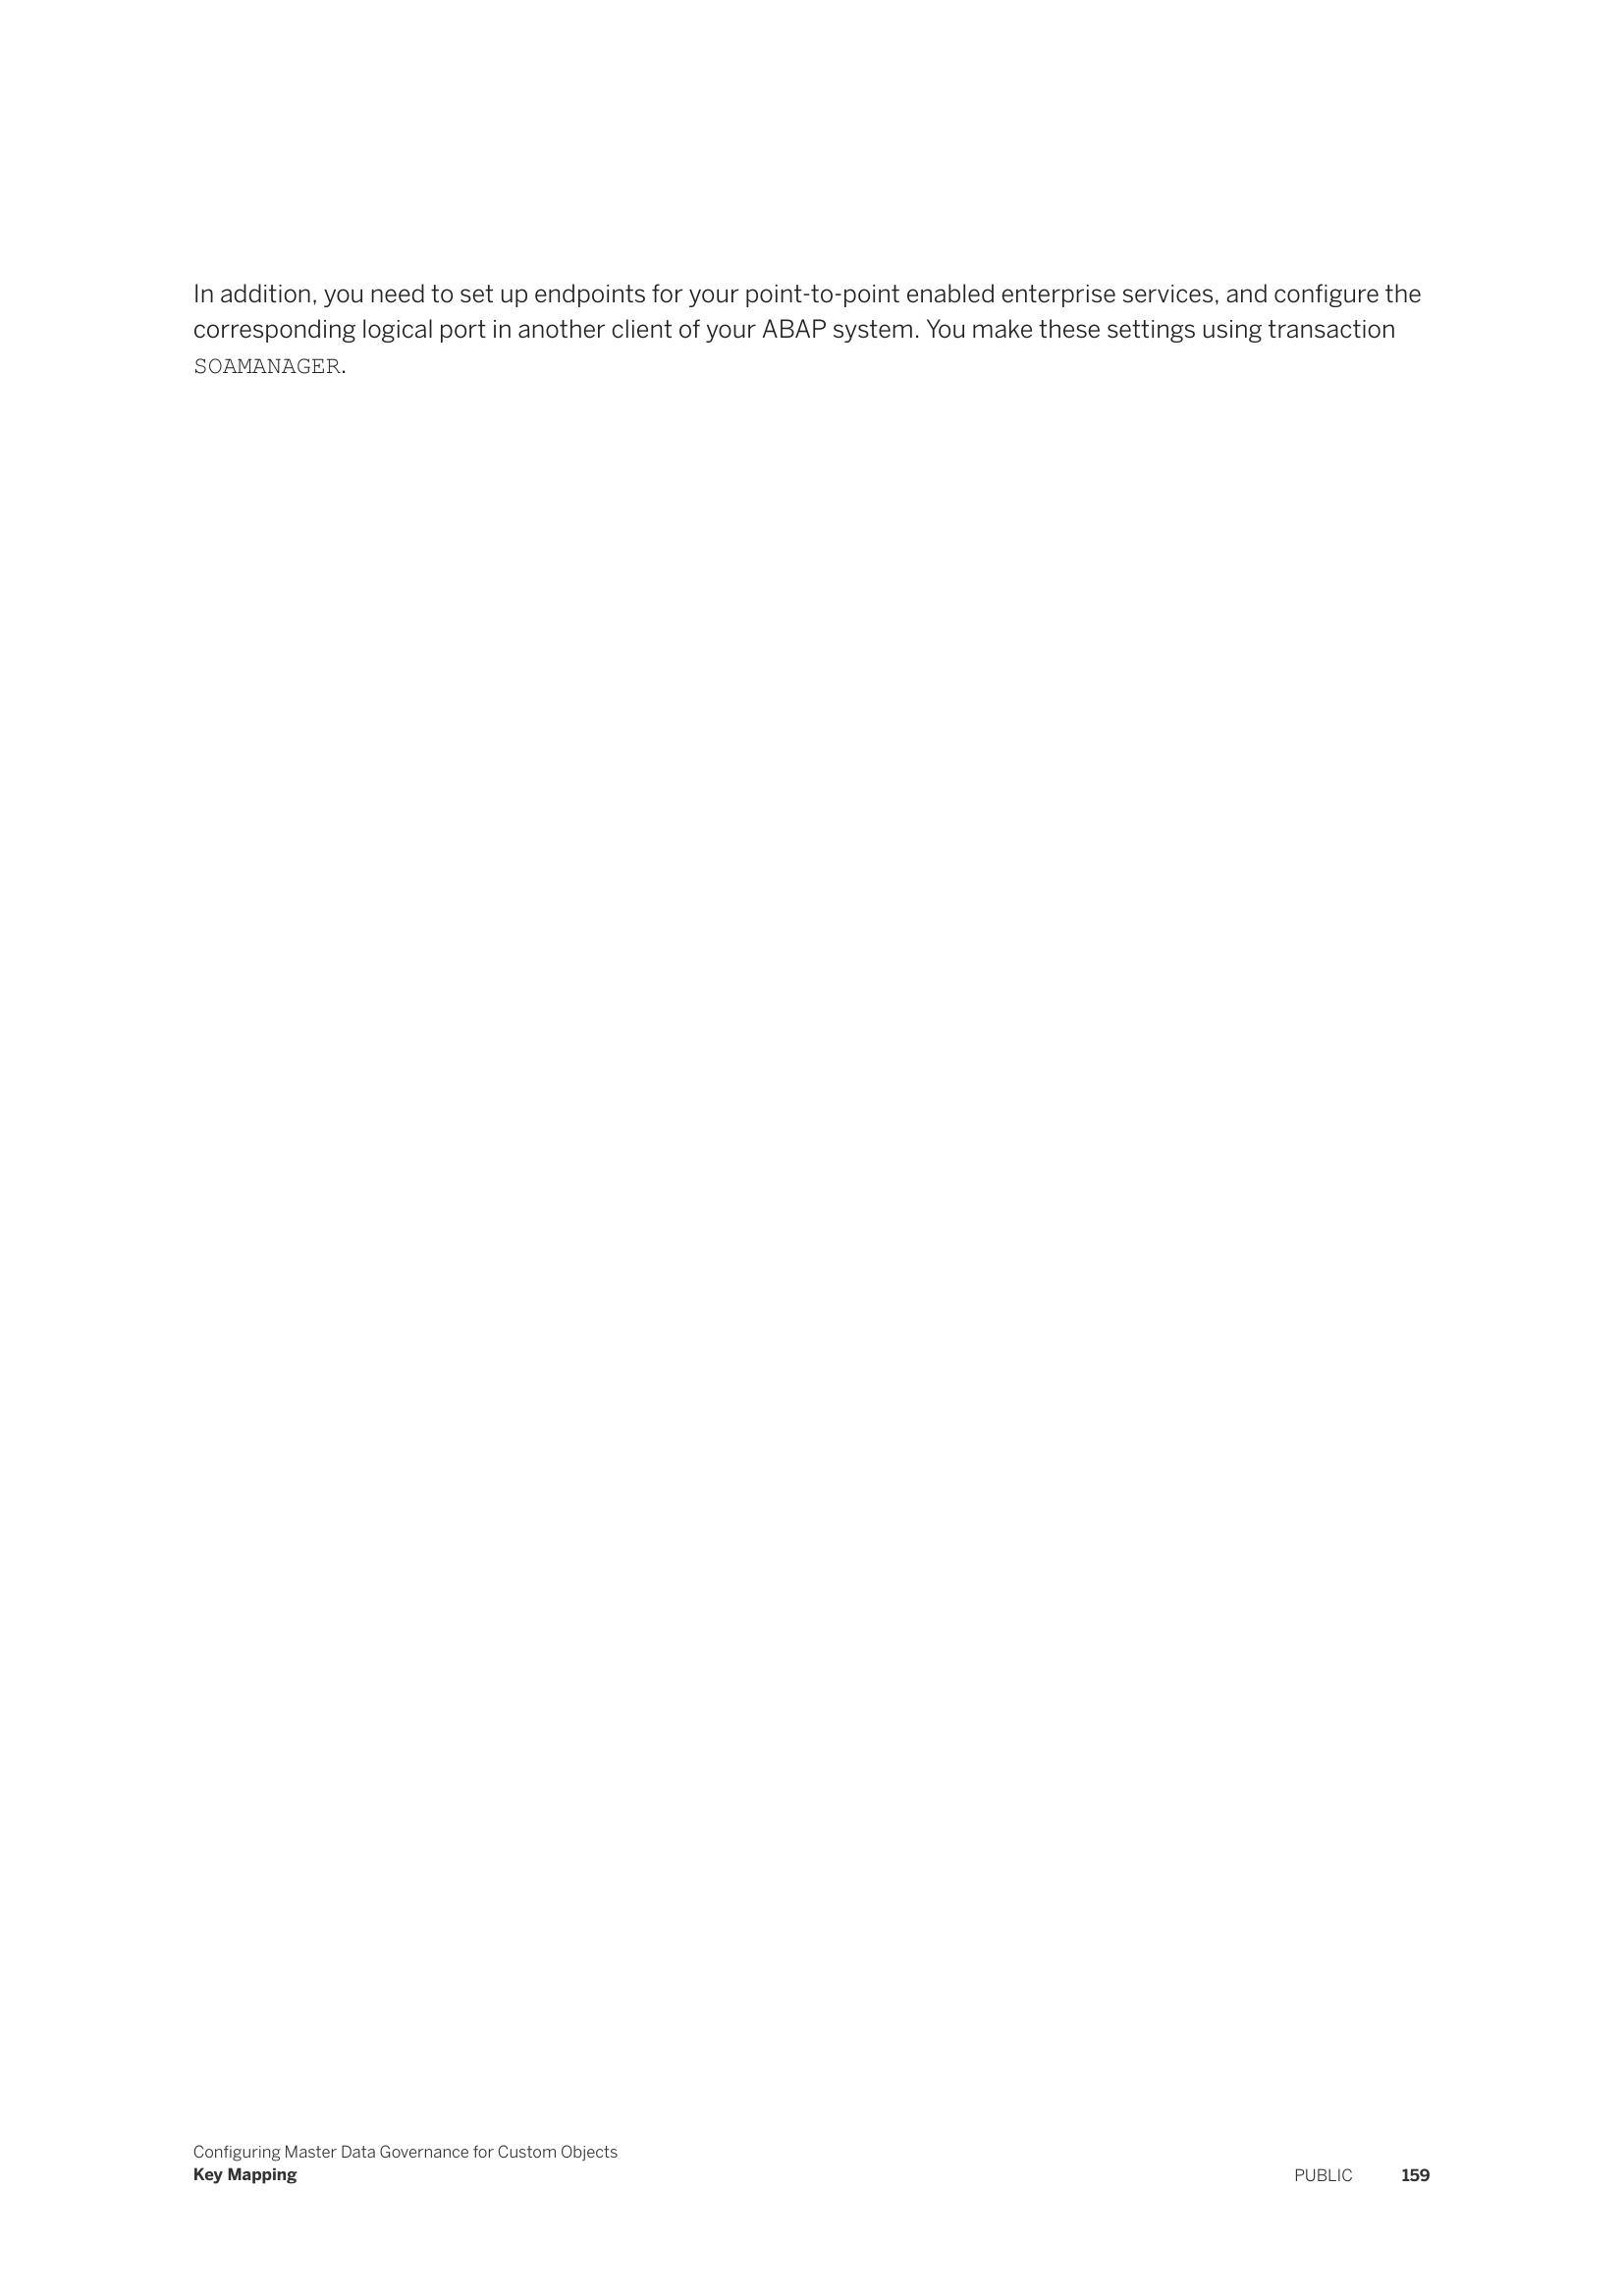 In addition, you need to set up endpoints for your point-to-point enabled enterprise services, and configure the
corresponding logical port in another client of your ABAP system. You make these settings using transaction
SOAMANAGER.
Configuring Master Data Governance for Custom Objects
Key Mapping
PUBLIC 159